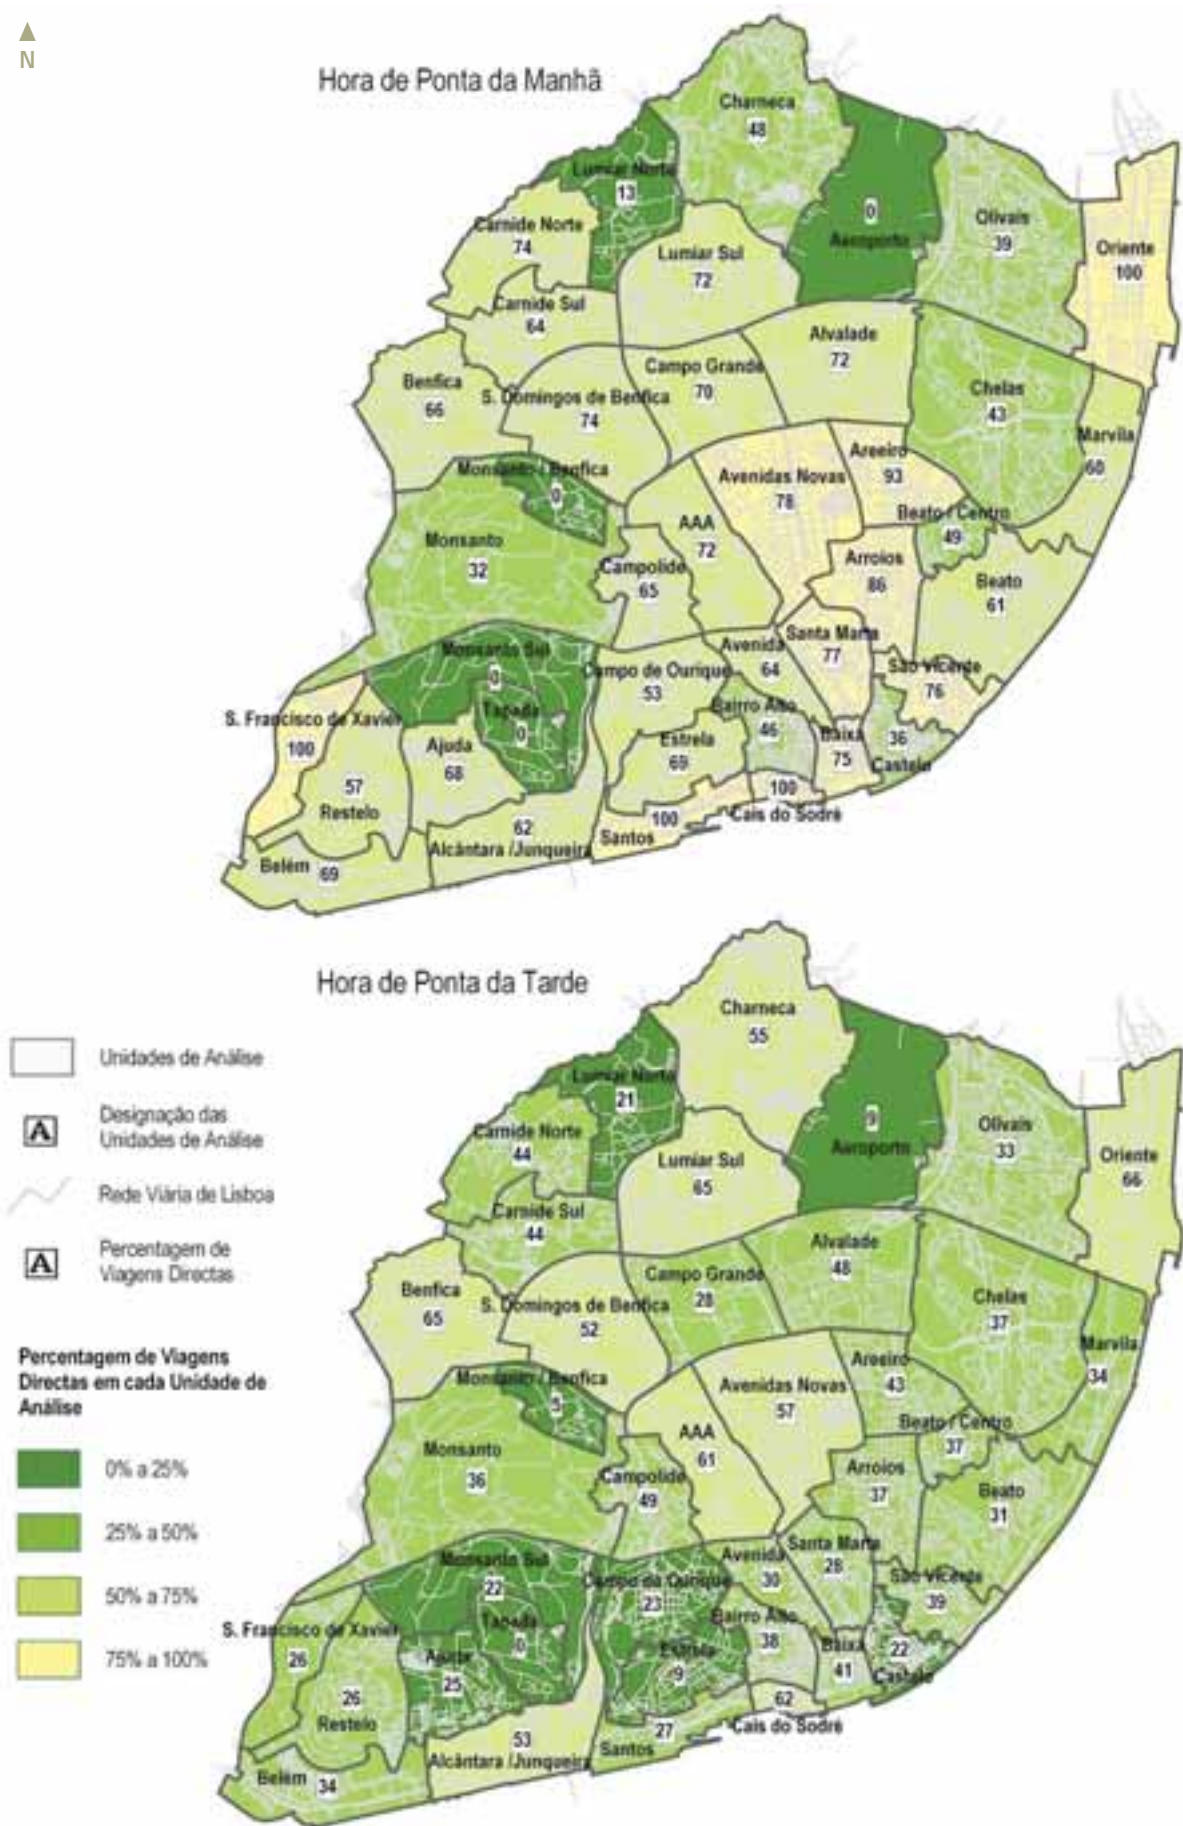 N
Hora de Ponta da Manhã
Charneca
48
Lumiar Norte
13
0
Aeroporto
Olivais
39
Oriente
100
Carnide Norte
74
Lumiar Sul
72
Carnide Sul
64
Alvalade
72
Benfica
66
Campo Grande
70
S. Domingos de Benfica
74
Chelas
43
Marvila
60
Monsanto / Benfica
0
Avenidas Novas
78
Areeiro
93
Beato / Centro
49
AAA
72
Monsanto
32
Campolide
65
Arroios
86
Beato
61
Monsanto Sul
0
Santa Marta
77
Avenida
64
Campo de Ourique
53
São Vicente
76
Tapada
0
Bairro Alto
46
S. Francisco de Xavier
100
Ajuda
68
Estrela
69
Baixa
75
36
Castelo
57
Restelo
100
Cais do Sodré
100
Santos
62
Alcântara /Junqueira
Belém 69
Hora de Ponta da Tarde
Charneca
55
Lumiar Norte
21
9
Aeroporto
Olivais
33
Oriente
66
Carnide Norte
44
Lumiar Sul
65
Carnide Sul
44
Alvalade
48
Benfica
65
Campo Grande
28
S. Domingos de Benfica
52
Chelas
37
Marvila
34
Monsanto / Benfica
5
Avenidas Novas
57
Areeiro
43
Beato / Centro
37
AAA
61
Monsanto
36
Campolide
49
Arroios
37
Beato
31
Monsanto Sul
22
Santa Marta
28
Avenida
30
Campo de Ourique
23
São Vicente
39
Tapada
0
Bairro Alto
38
S. Francisco de Xavier
26
Ajuda
25
Estrela
9
Baixa
41
22
Castelo
26
Restelo
62
Cais do Sodré
27
Santos
53
Alcântara /Junqueira
Belém 34
Unidades de Análise
A
Designação das
Unidades de Análise
Rede Viária de Lisboa
A
Percentagem de
Viagens Directas
Percentagem de Viagens
Directas em cada Unidade de
Análise
0% a 25%
25% a 50%
50% a 75%
75% a 100%